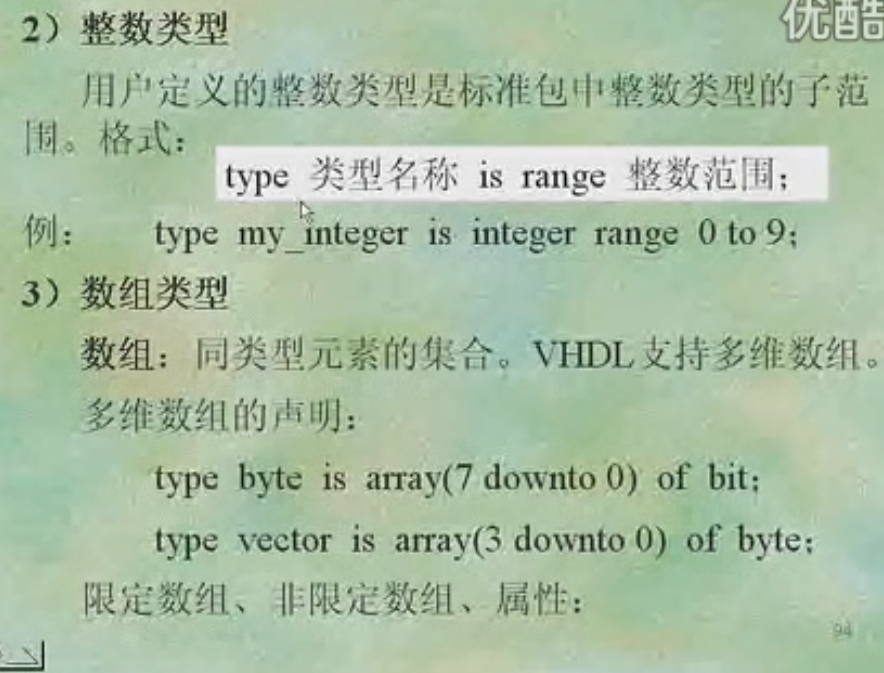 优酷
2）整数类型
用户定义的整数类型是标准包中整数类型的子范
围。格式：
type 类型名称 is range 整数范围；
例： type my_integer is integer range 0 to 9;
3）数组类型
数组：同类型元素的集合。VHDL支持多维数组。
多维数组的声明：
type byte is array(7 downto 0) of bit;
type vector is array(3 downto 0) of byte;
限定数组、非限定数组、属性：
94